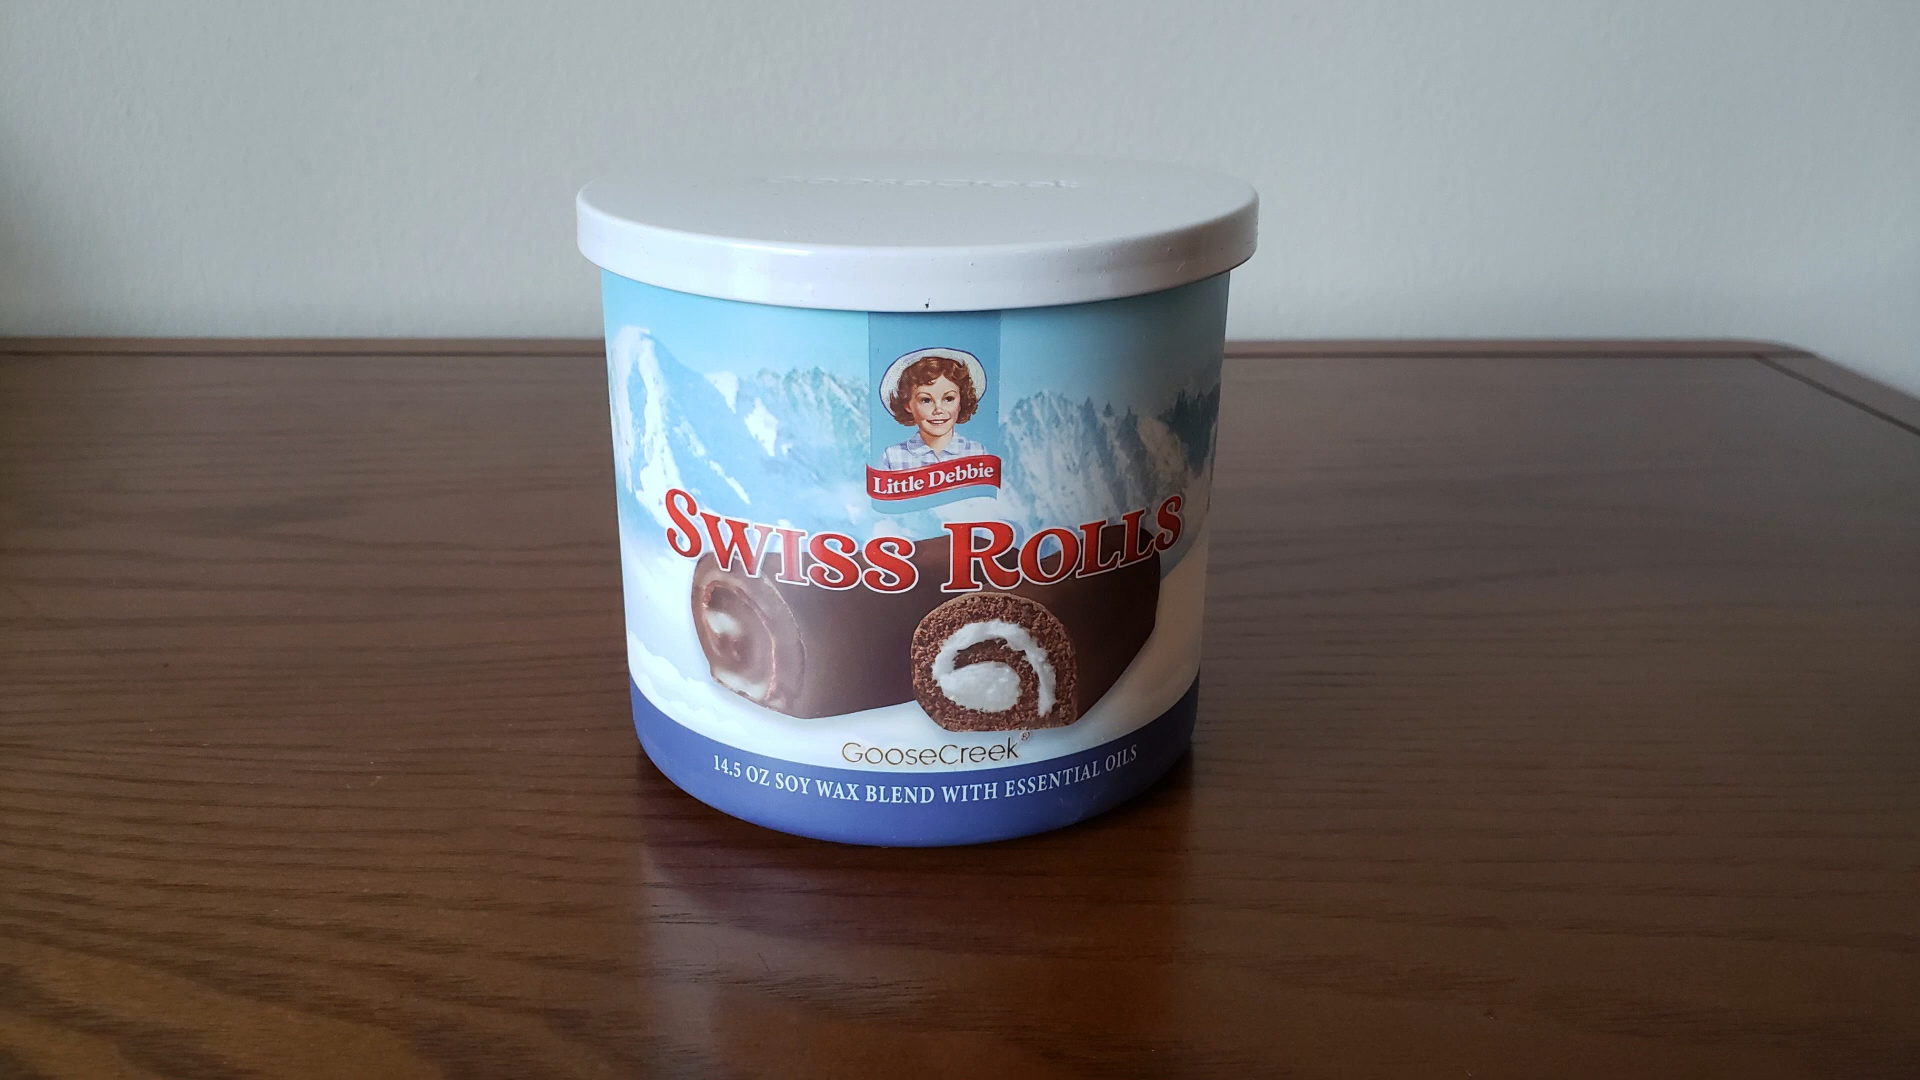 Little Debbie
SWISS ROLLS
GOOSECREEK®
14.5 OZ SOY WAX BLEND WITH ESSENTIAL OILS